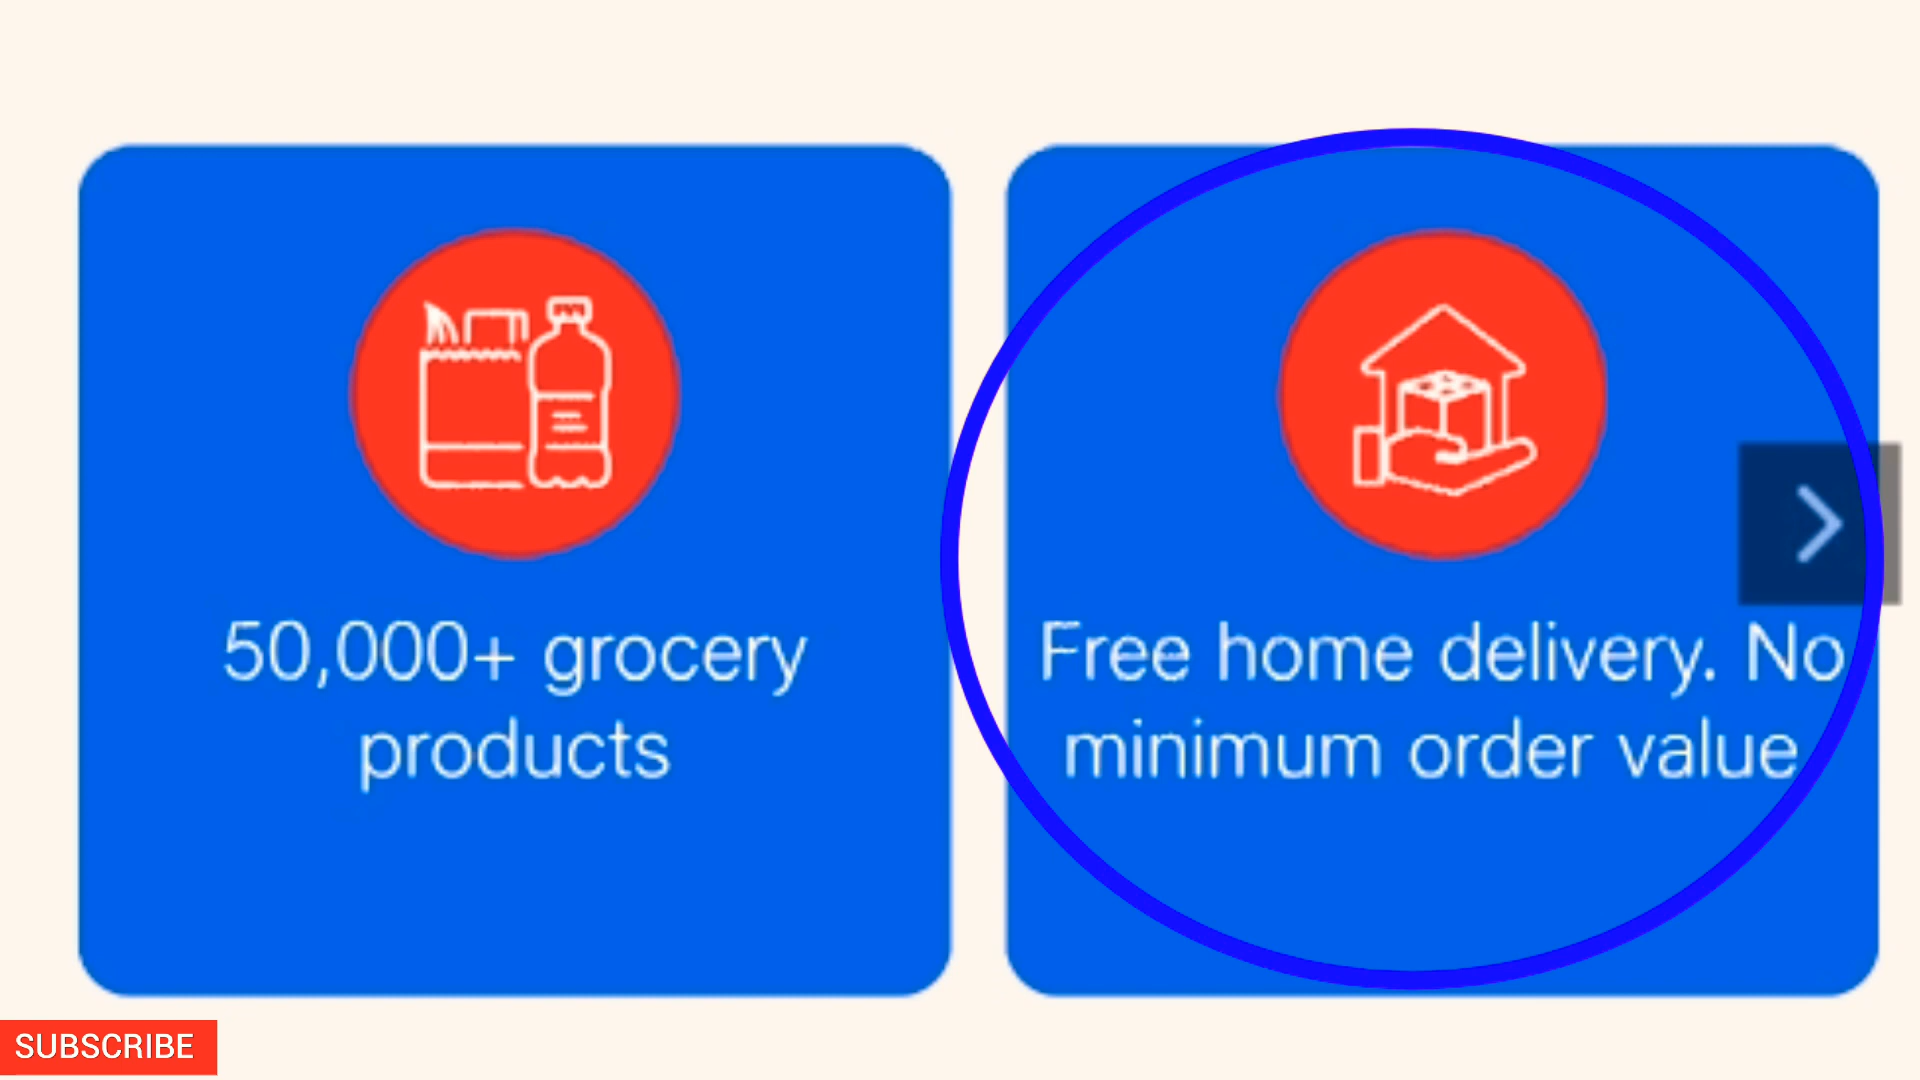 50,000+ grocery
products
Free home delivery. No
minimum order value
SUBSCRIBE